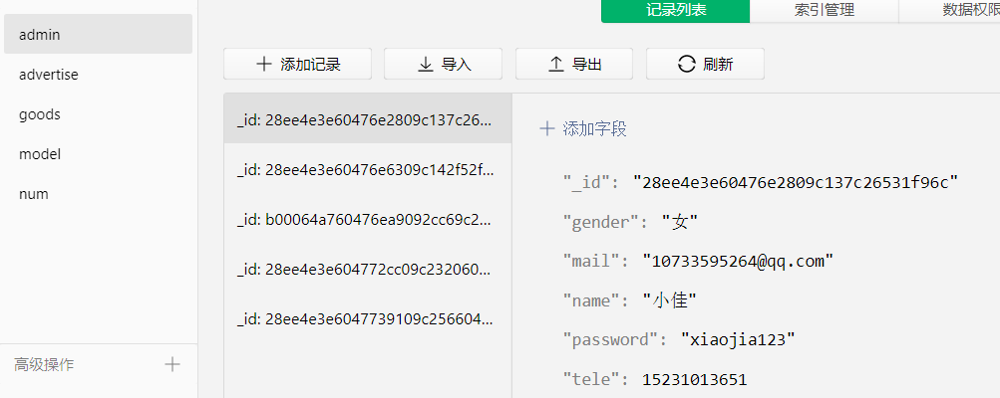 admin
advertise
goods
model
num
高级操作
记录列表
索引管理
数据权限
添加记录
导入
导出
刷新
_id: 28ee4e3e60476e2809c137c26...
_id: 28ee4e3e60476e6309c142f52f...
_id: b00064a760476ea9092cc69c2...
_id: 28ee4e3e604772cc09c232060...
_id: 28ee4e3e6047739109c256604...
添加字段
"_id": "28ee4e3e60476e2809c137c26531f96c"
"gender": "女"
"mail": "10733595264@qq.com"
"name": "小佳"
"password": "xiaojia123"
"tele": 15231013651